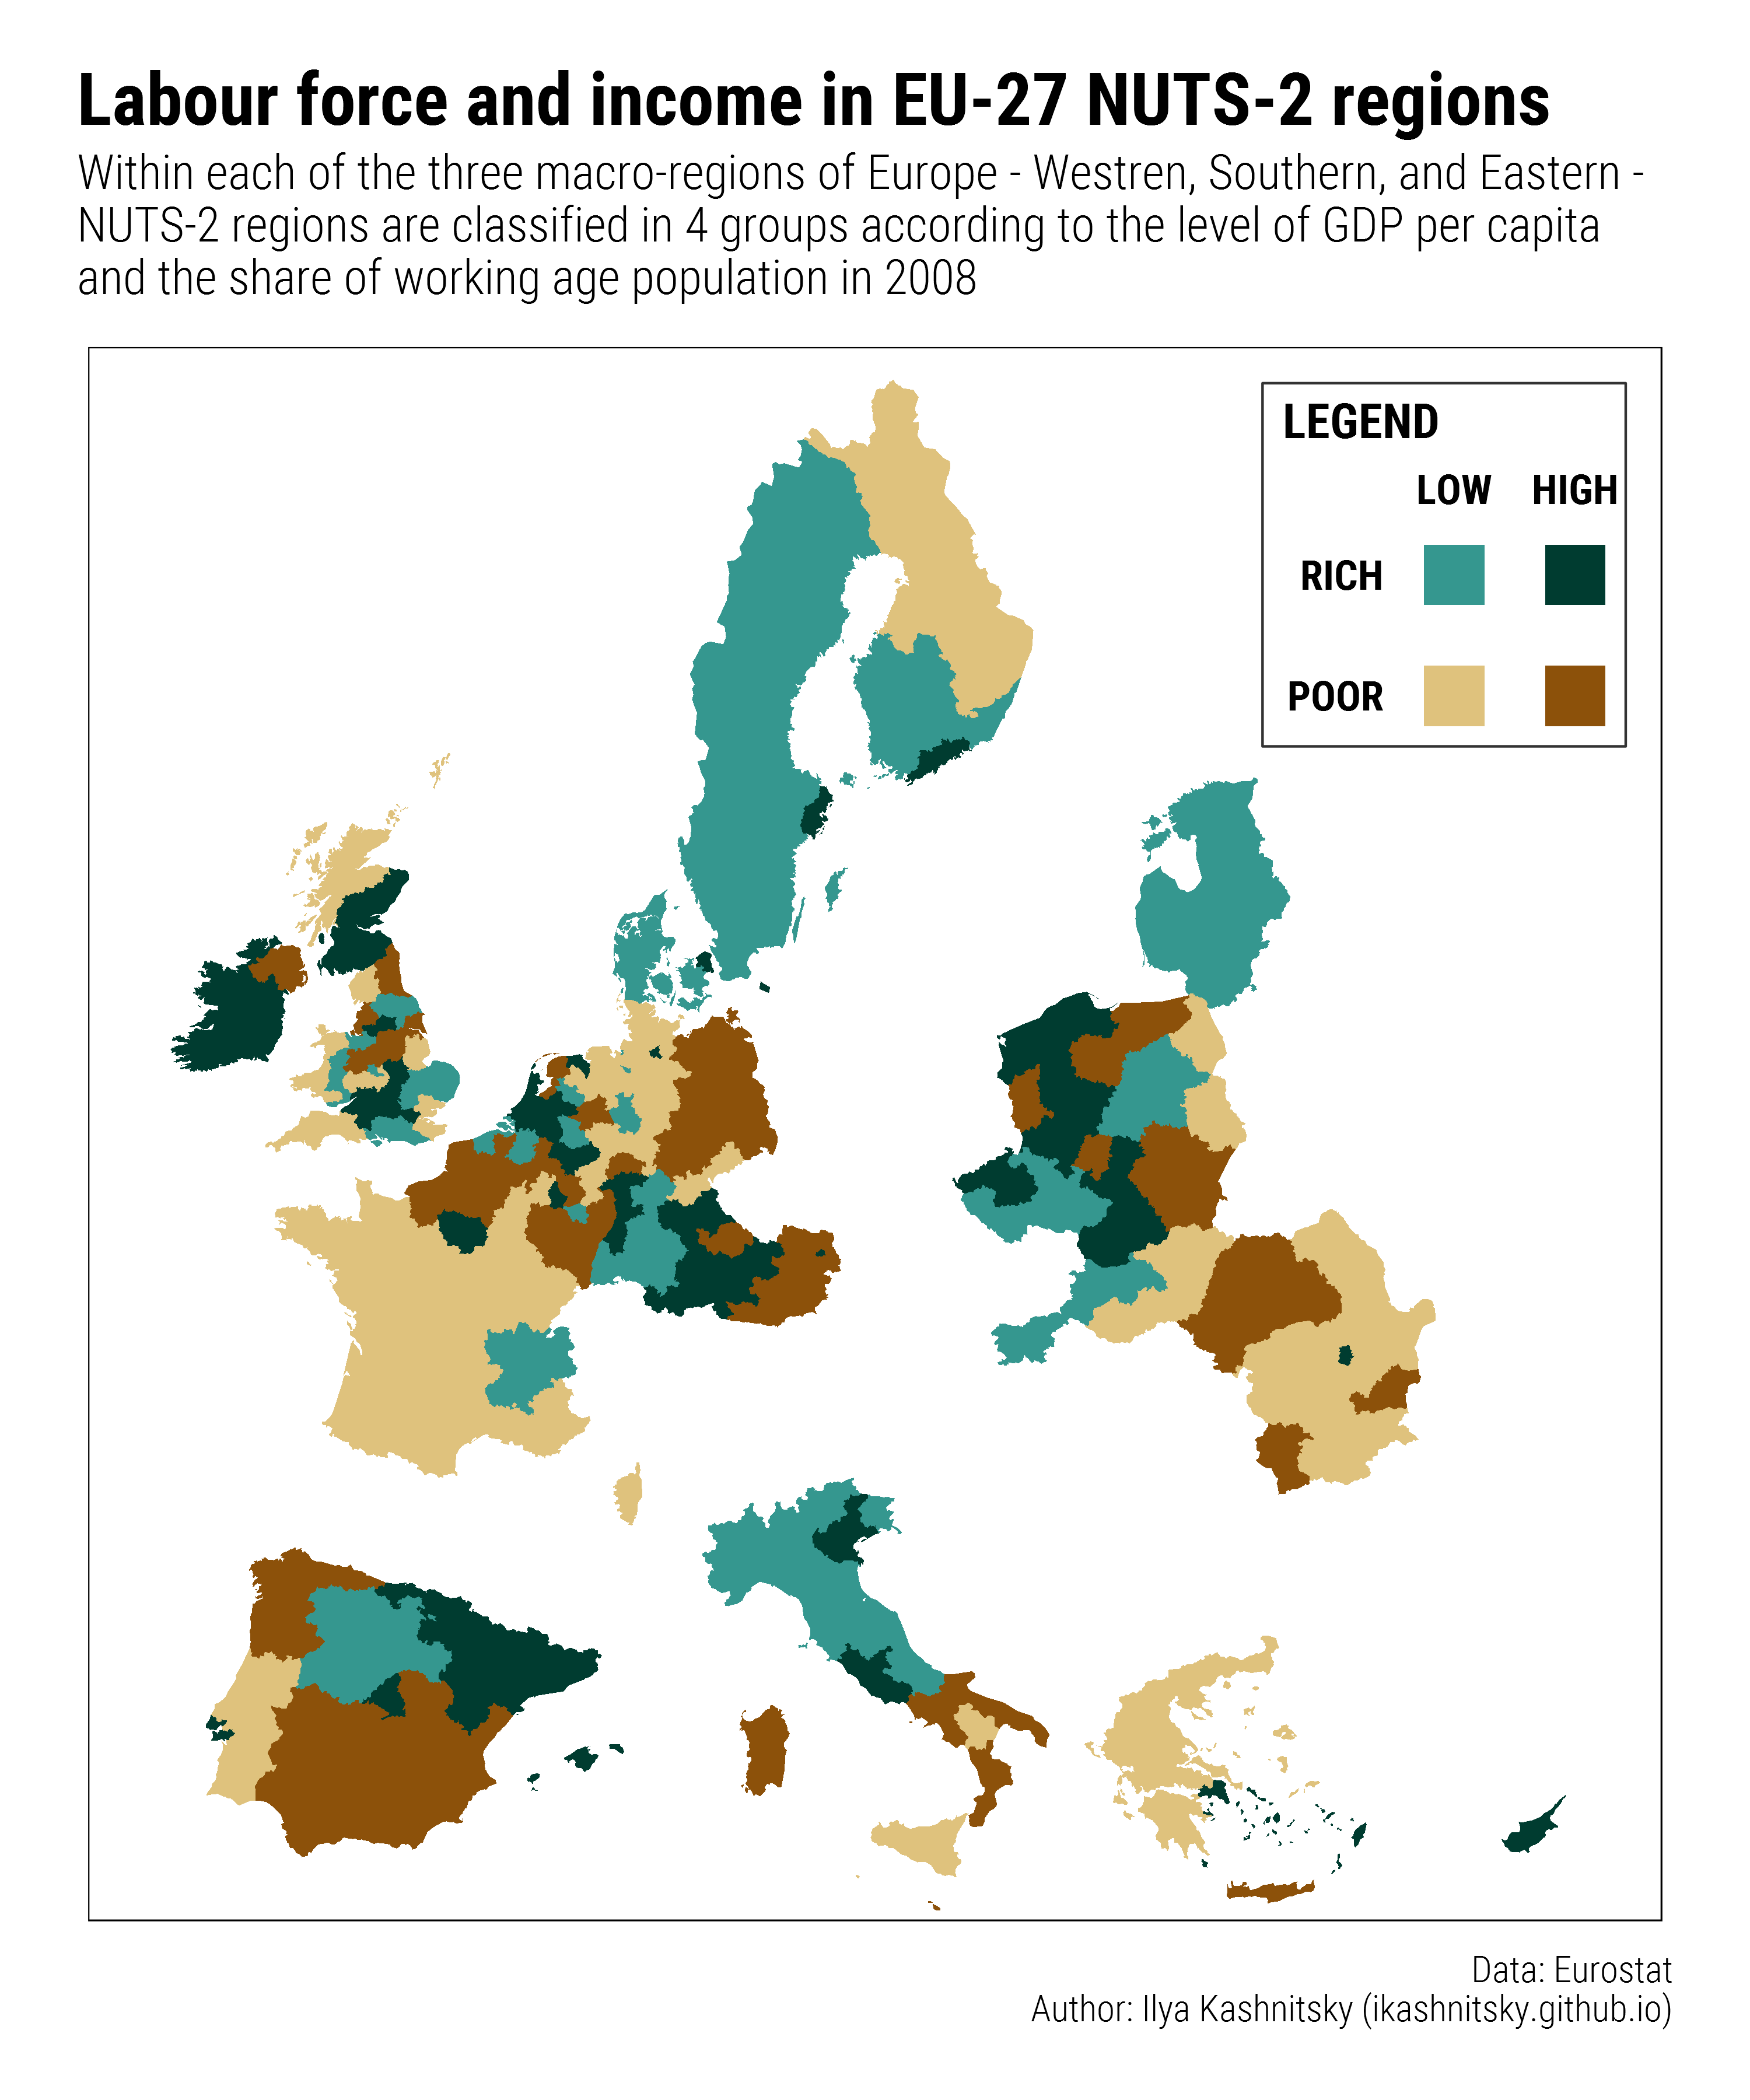 Labour force and income in EU-27 NUTS-2 regions
Within each of the three macro-regions of Europe - Westren, Southern, and Eastern -
NUTS-2 regions are classified in 4 groups according to the level of GDP per capita
and the share of working age population in 2008
LEGEND
LOW HIGH
RICH
POOR
Data: Eurostat
Author: Ilya Kashnitsky (ikashnitsky.github.io)